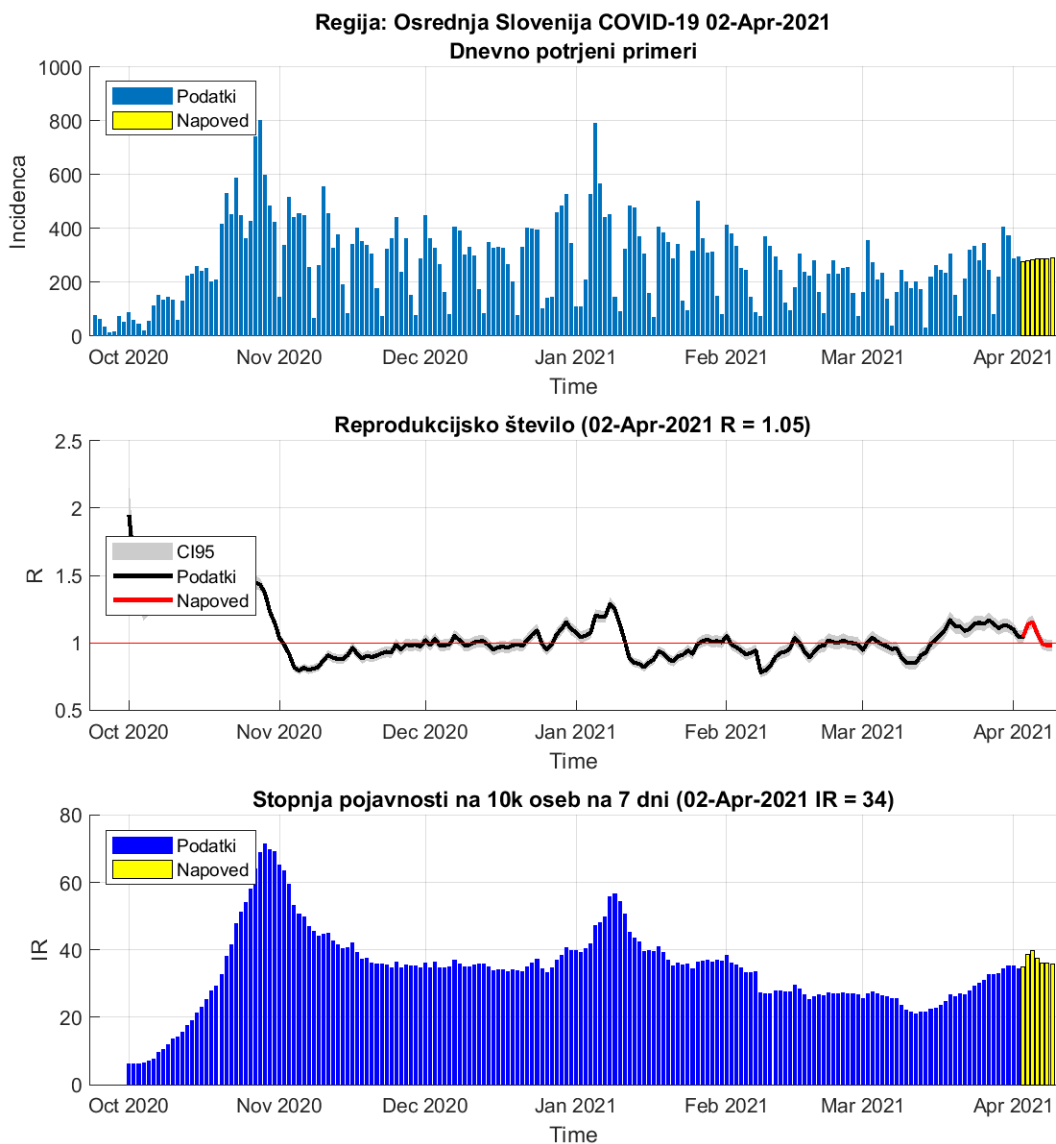 Regija: Osrednja Slovenija COVID-19 02-Apr-2021
Dnevno potrjeni primeri
1000
800
600
400
200
0
Incidenca
Podatki
Napoved
Oct 2020
Nov 2020
Dec 2020
Jan 2021
Feb 2021
Mar 2021
Apr 2021
Time
Reprodukcijsko število (02-Apr-2021 R = 1.05)
2.5
2
1.5
1
0.5
R
CI95
Podatki
Napoved
Oct 2020
Nov 2020
Dec 2020
Jan 2021
Feb 2021
Mar 2021
Apr 2021
Time
Stopnja pojavnosti na 10k oseb na 7 dni (02-Apr-2021 IR = 34)
80
60
40
20
0
IR
Podatki
Napoved
Oct 2020
Nov 2020
Dec 2020
Jan 2021
Feb 2021
Mar 2021
Apr 2021
Time